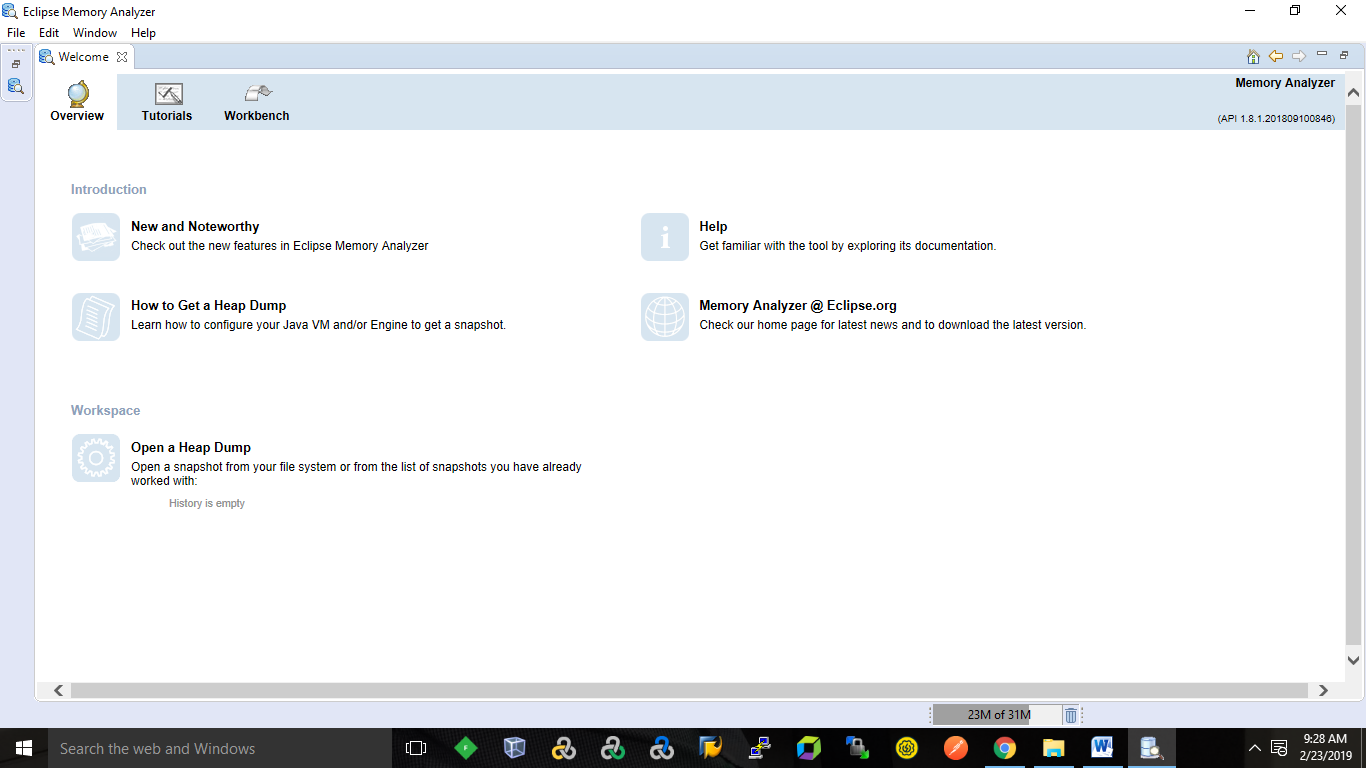 Eclipse Memory Analyzer
File Edit Window Help
Welcome
Overview Tutorials Workbench
Memory Analyzer
(API 1.8.1.201809100846)
Introduction
New and Noteworthy
Check out the new features in Eclipse Memory Analyzer
Help
Get familiar with the tool by exploring its documentation.
How to Get a Heap Dump
Learn how to configure your Java VM and/or Engine to get a snapshot.
Memory Analyzer @ Eclipse.org
Check our home page for latest news and to download the latest version.
Workspace
Open a Heap Dump
Open a snapshot from your file system or from the list of snapshots you have already
worked with:
History is empty
23M of 31M
Search the web and Windows
9:28 AM
2/23/2019